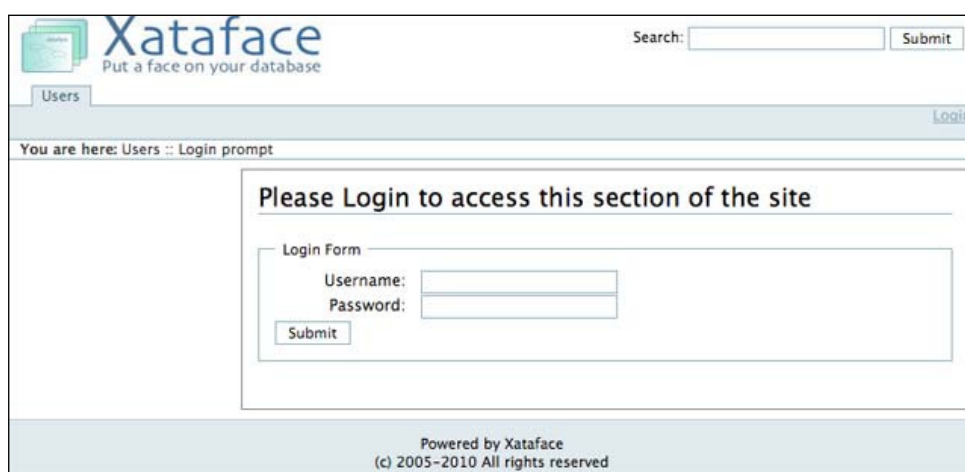 Xataface
Put a face on your database
Search:
Submit
Users
You are here: Users :: Login prompt
Please Login to access this section of the site
Login Form
Username:
Password:
Submit
Powered by Xataface
(c) 2005-2010 All rights reserved